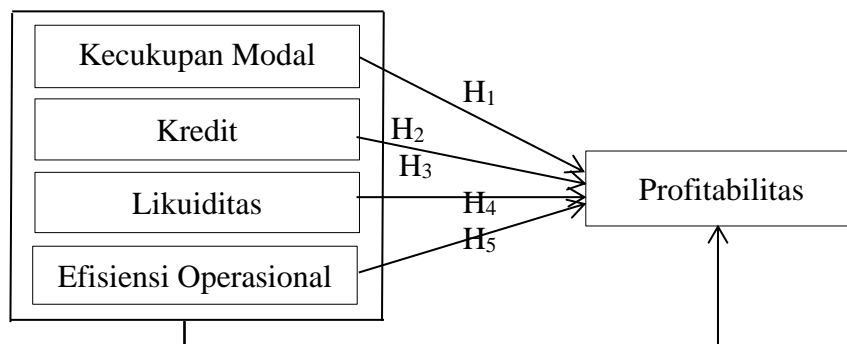 Kecukupan Modal
H1
Kredit
H2
H3
Likuiditas
H4
Profitabilitas
Efisiensi Operasional
H5